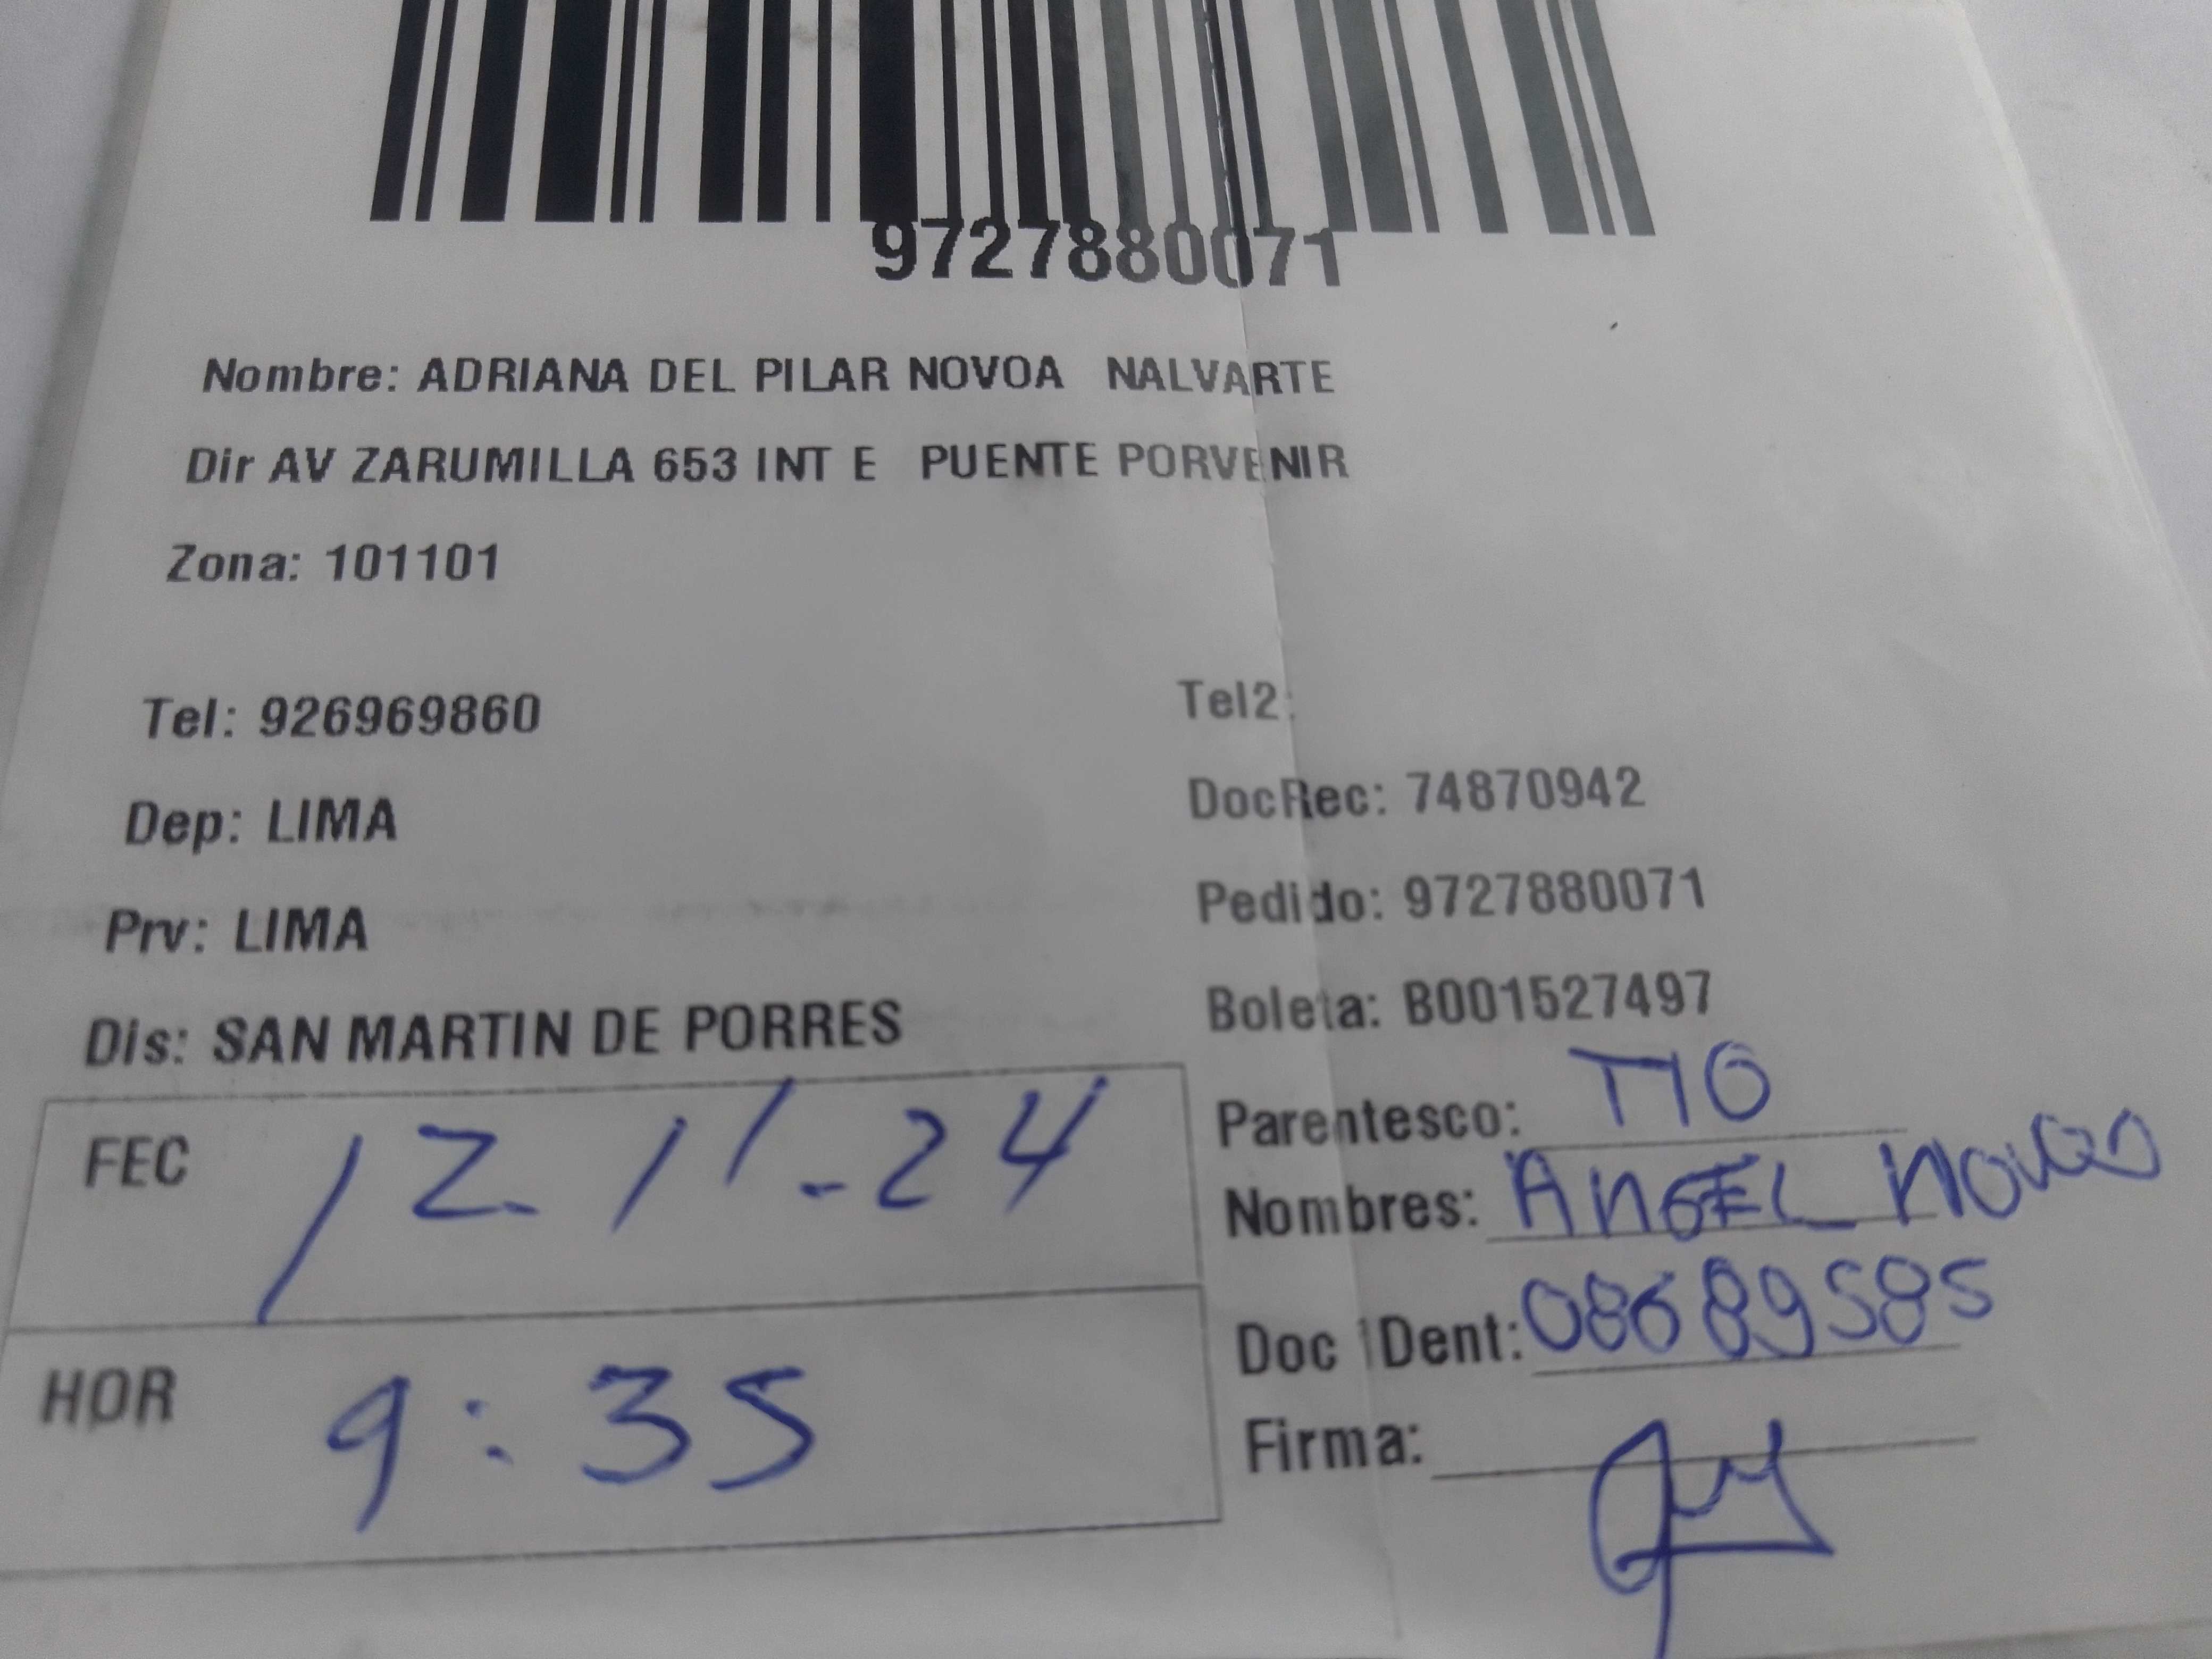 9727880071
Nombre: ADRIANA DEL PILAR NOVOA NALVARTE
Dir AV ZARUMILLA 653 INT E PUENTE PORVENIR
Zona: 101101
Tel: 926969860
Tel2:
Dep: LIMA
DocRec: 74870942
Prv: LIMA
Pedido: 9727880071
Dis: SAN MARTIN DE PORRES
Boleta: B001527497
FEC 12-11-24
Parentesco: TIO
Nombres: ANGEL NOVOA
HOR 9:35
Doc iDent: 08689585
Firma: